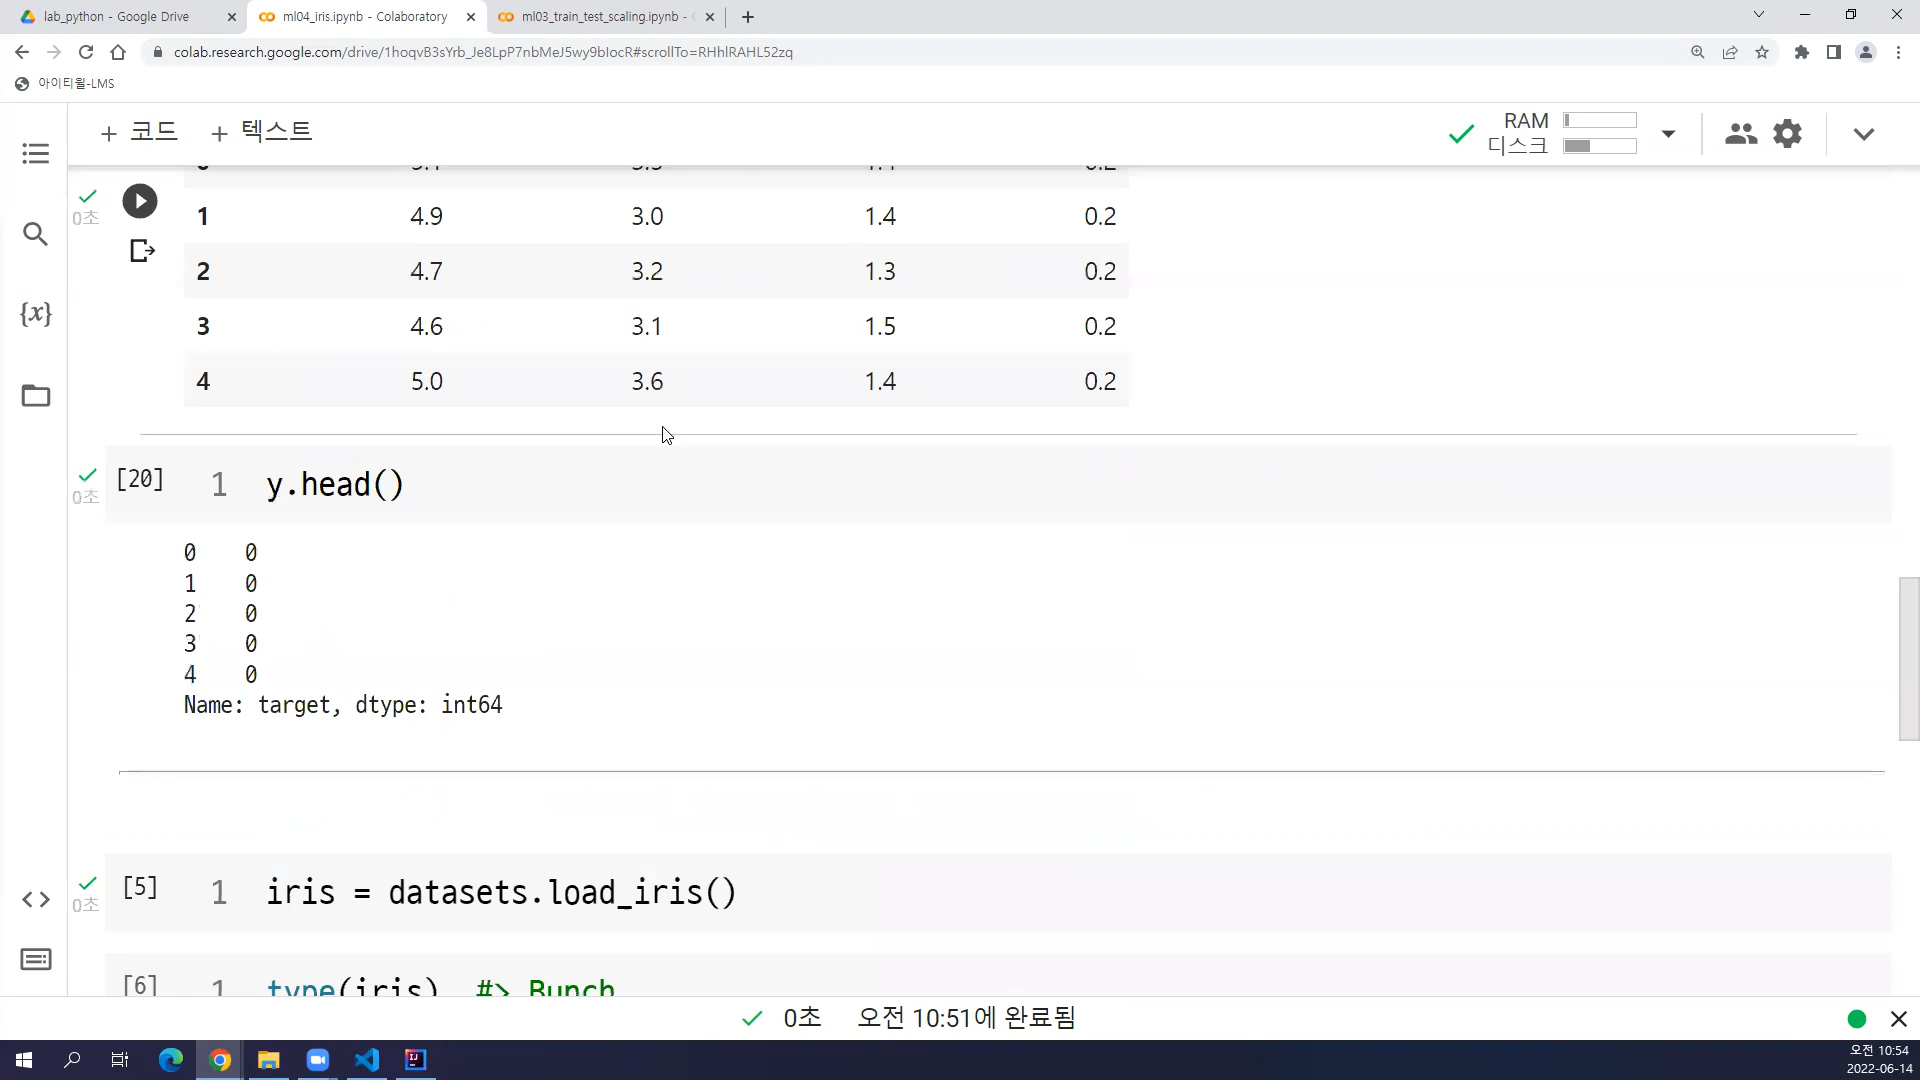 lab_python - Google Drive
ml04_iris.ipynb - Colaboratory
ml03_train_test_scaling.ipynb -
colab.research.google.com/drive/1hoqvB3sYrb_Je8LpP7nbMeJ5wy9bIocR#scrollTo=RHhlRAHL52zq
아이티윌-LMS
+ 코드 + 텍스트
RAM
디스크
0초
1 4.9 3.0 1.4 0.2
2 4.7 3.2 1.3 0.2
3 4.6 3.1 1.5 0.2
4 5.0 3.6 1.4 0.2
{x}
[20] 1 y.head()
0초
0 0
1 0
2 0
3 0
4 0
Name: target, dtype: int64
[5] 1 iris = datasets.load_iris()
0초
[6] 1 type(iris) #> Bunch
0초 오전 10:51에 완료됨
오전 10:54
2022-06-14